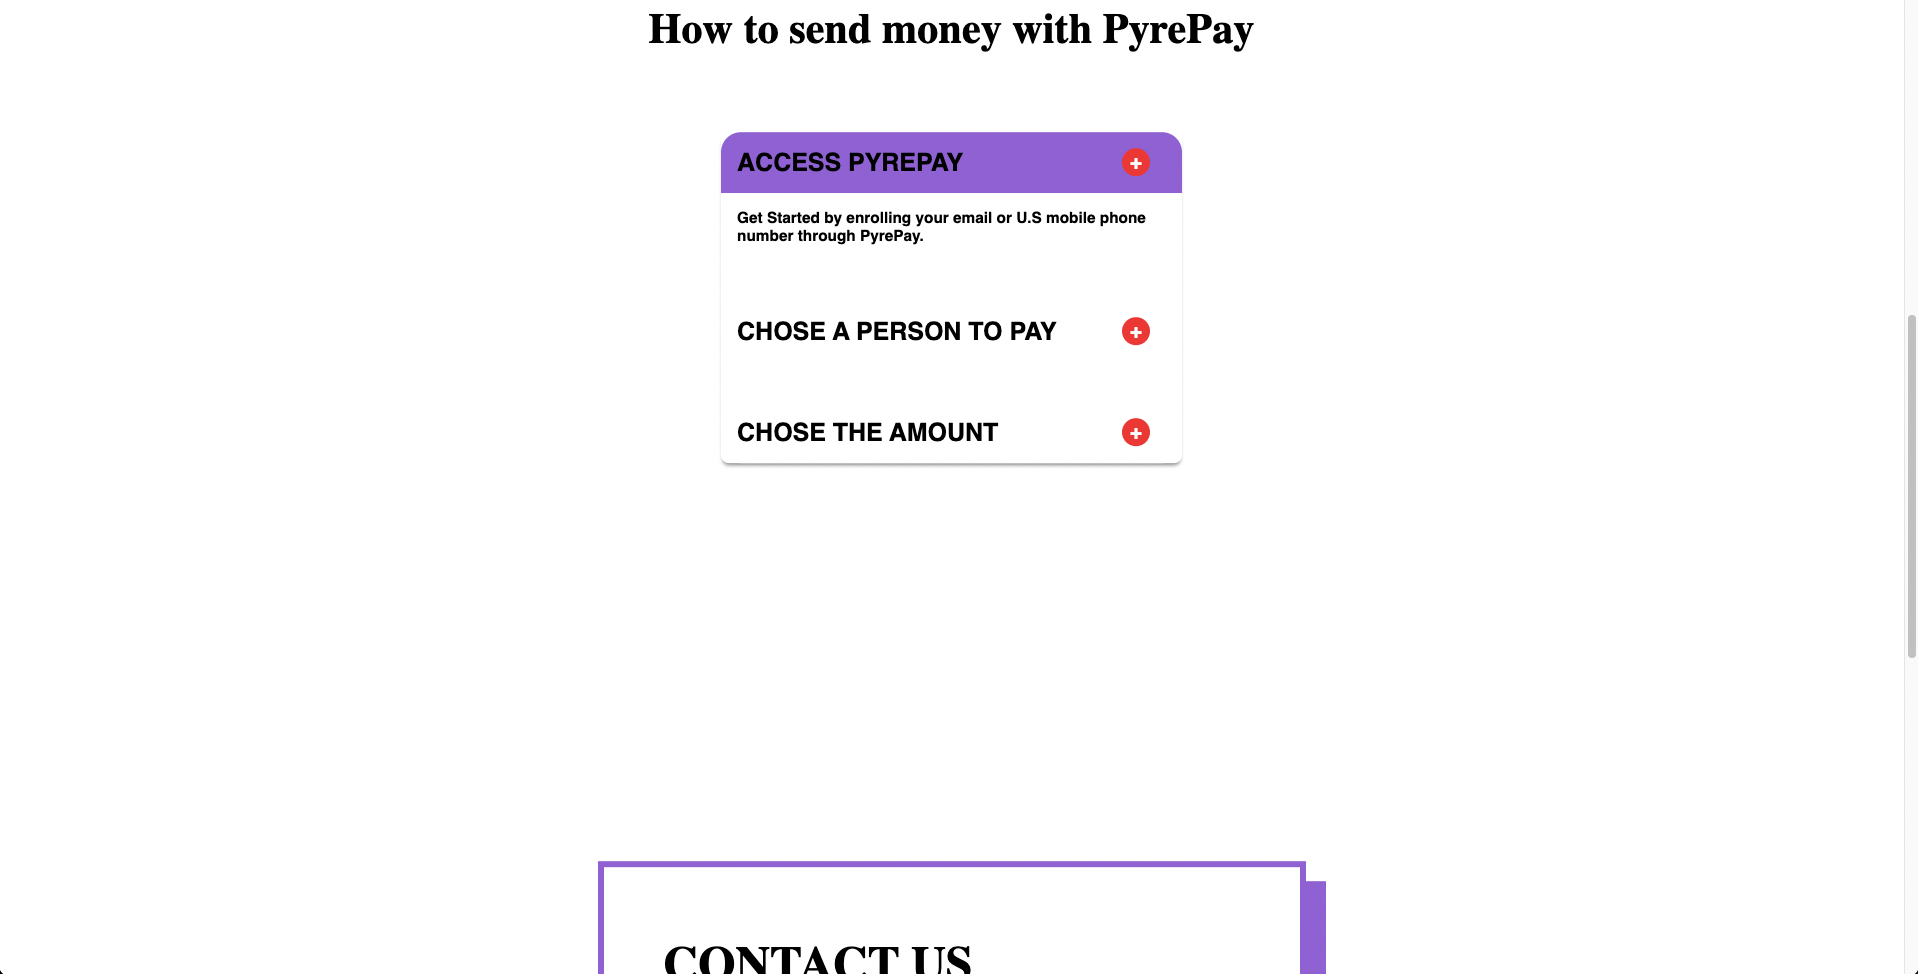 How to send money with PyrePay
ACCESS PYREPAY
Get Started by enrolling your email or U.S mobile phone
number through PyrePay.
CHOSE A PERSON TO PAY
CHOSE THE AMOUNT
CONTACT US